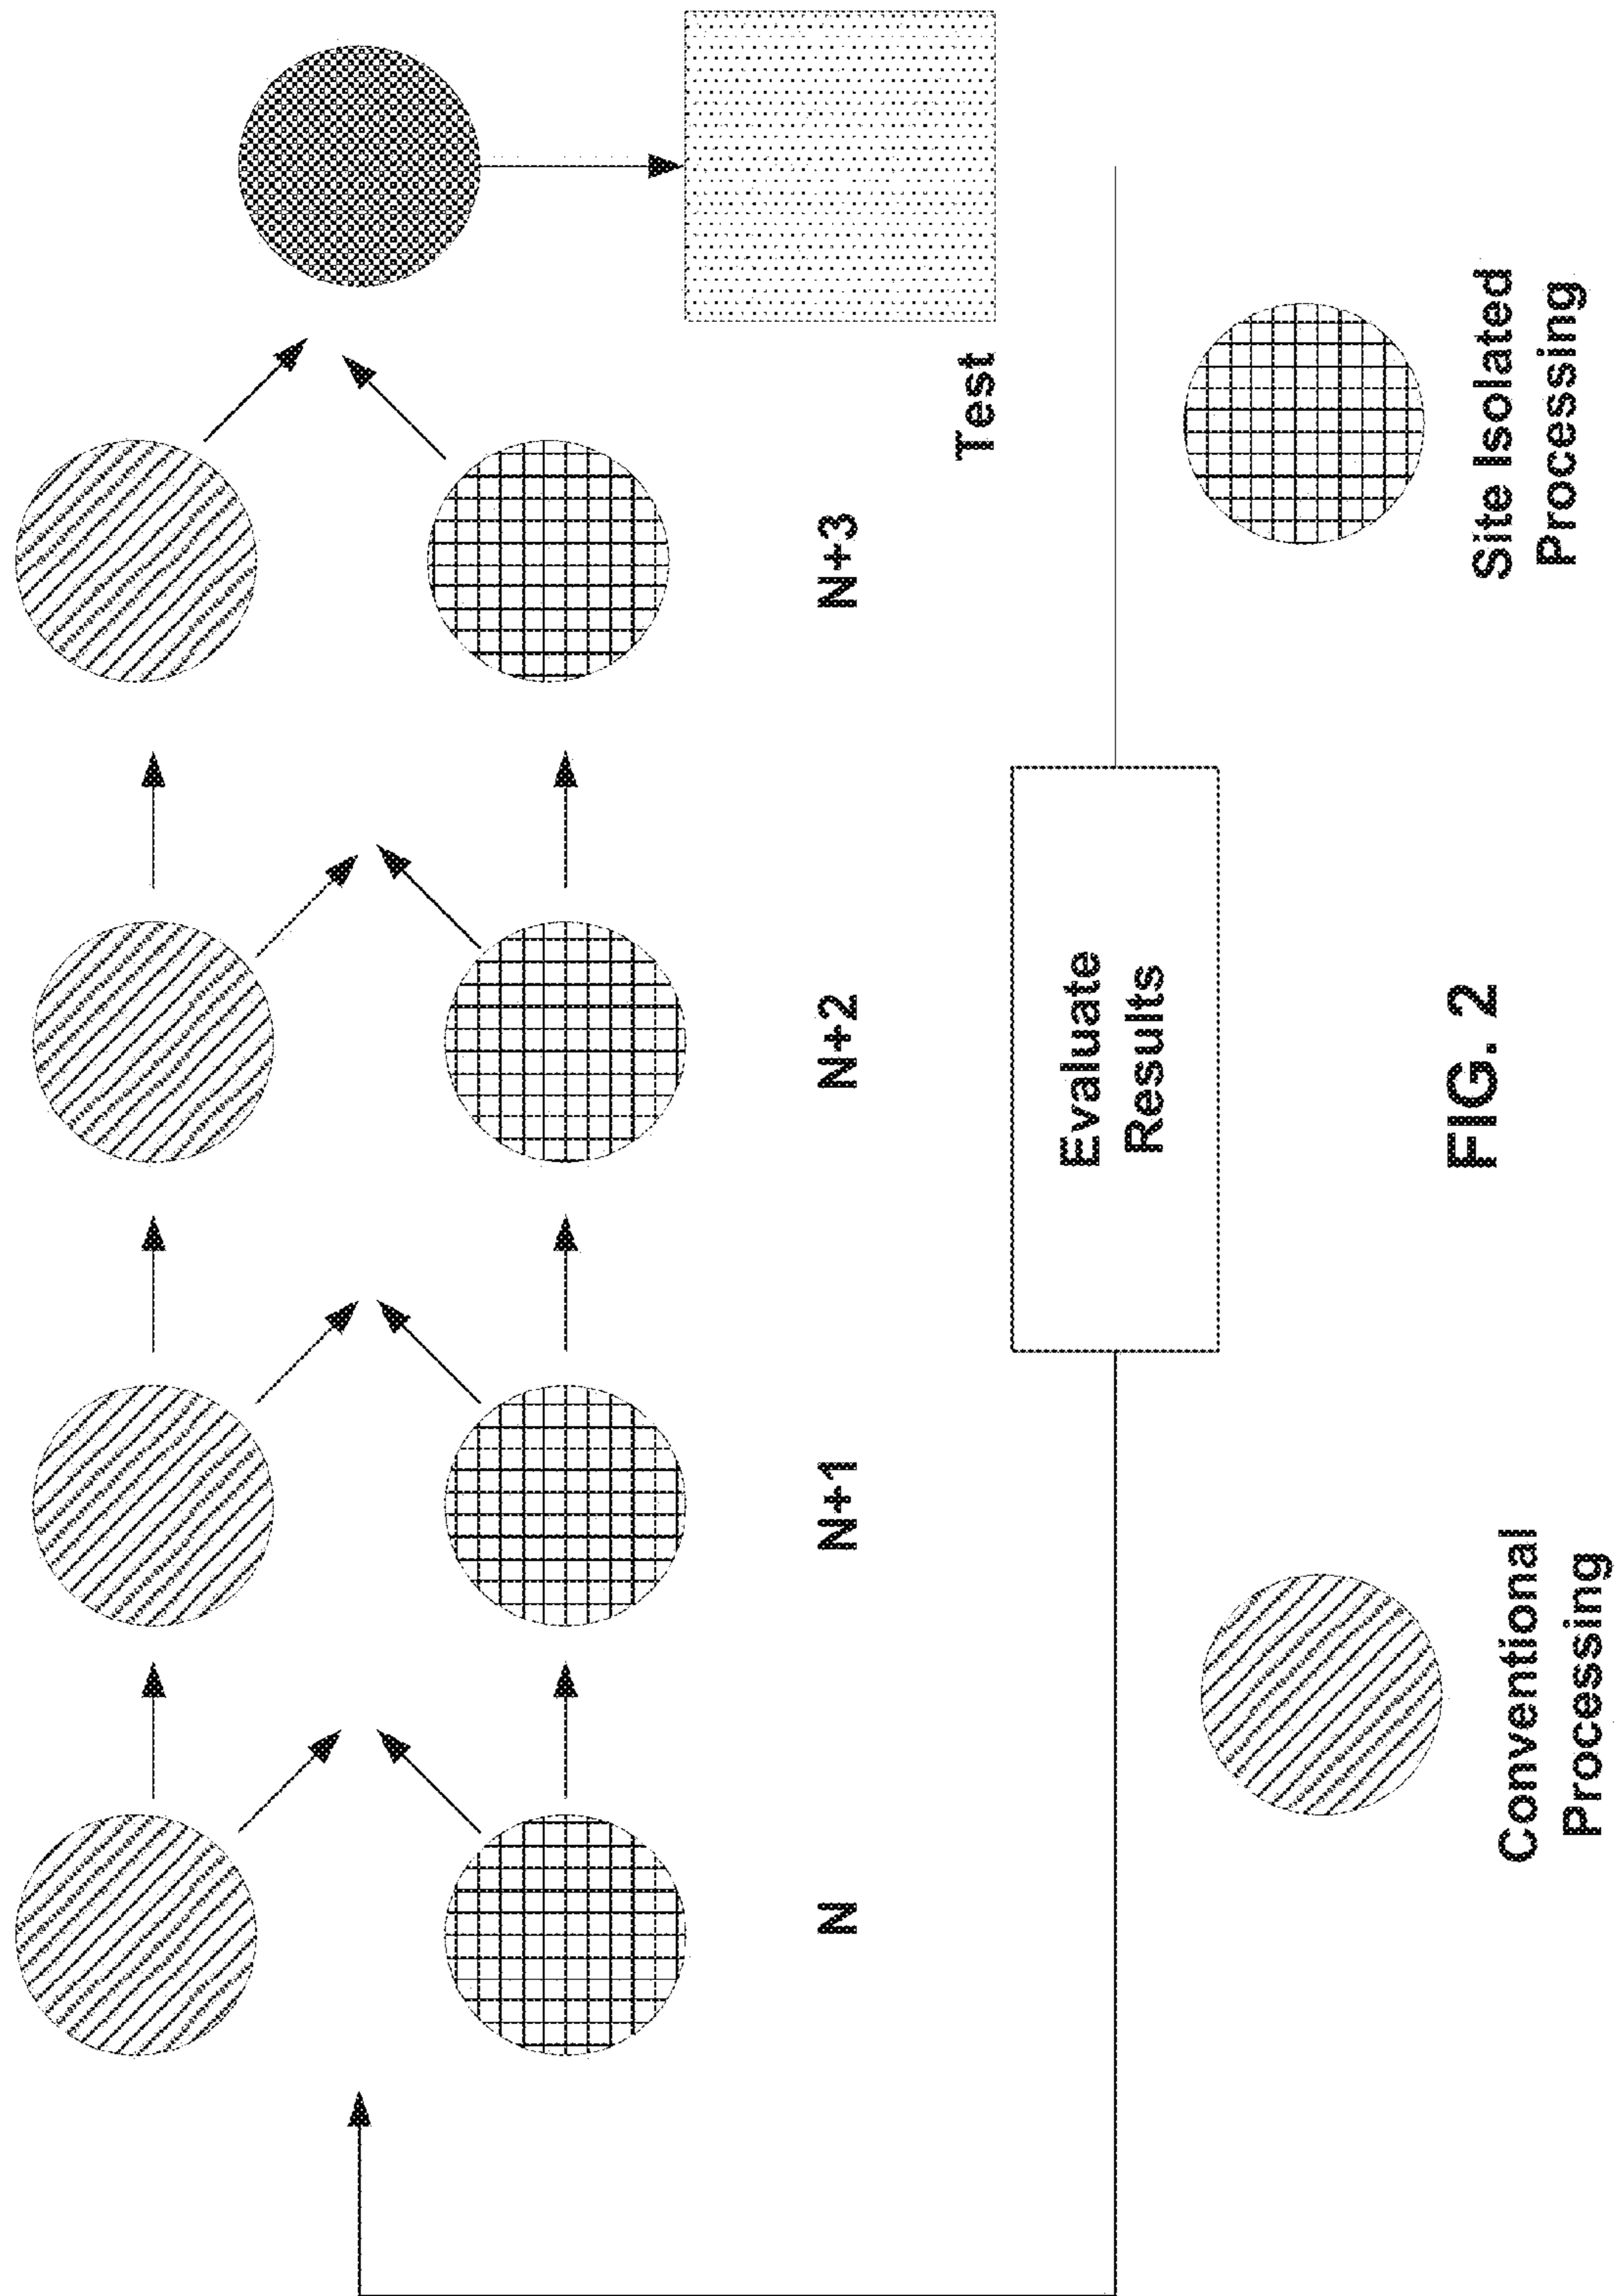 N
N+1
N+2
N+3
Test
Evaluate
Results
Conventional
Processing
Site Isolated
Processing
FIG. 2